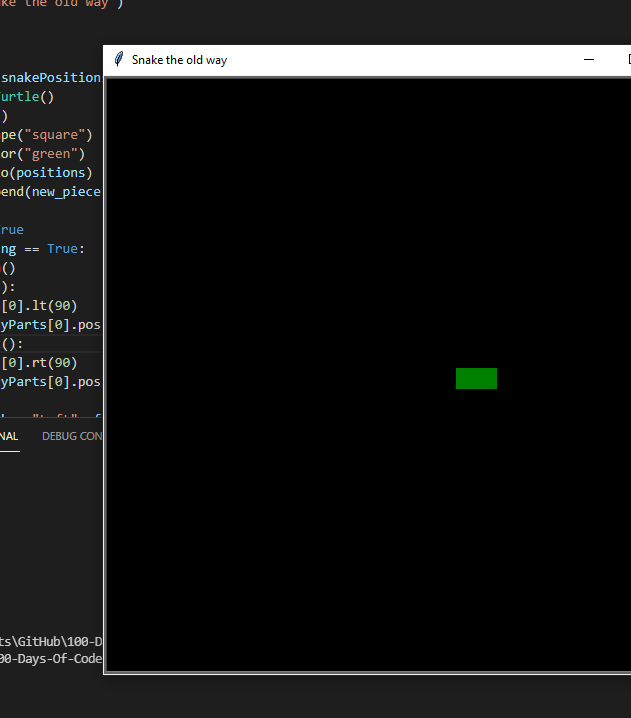 ke the old way")
Snake the old way
snakePosition
urtle()
)
pe("square")
or("green")
o(positions)
end(new_piece
rue
ng == True:
()
):
[0].lt(90)
yParts[0].pos
():
[0].rt(90)
yParts[0].pos
NAL DEBUG CON
ts\GitHub\100-D
00-Days-Of-Code